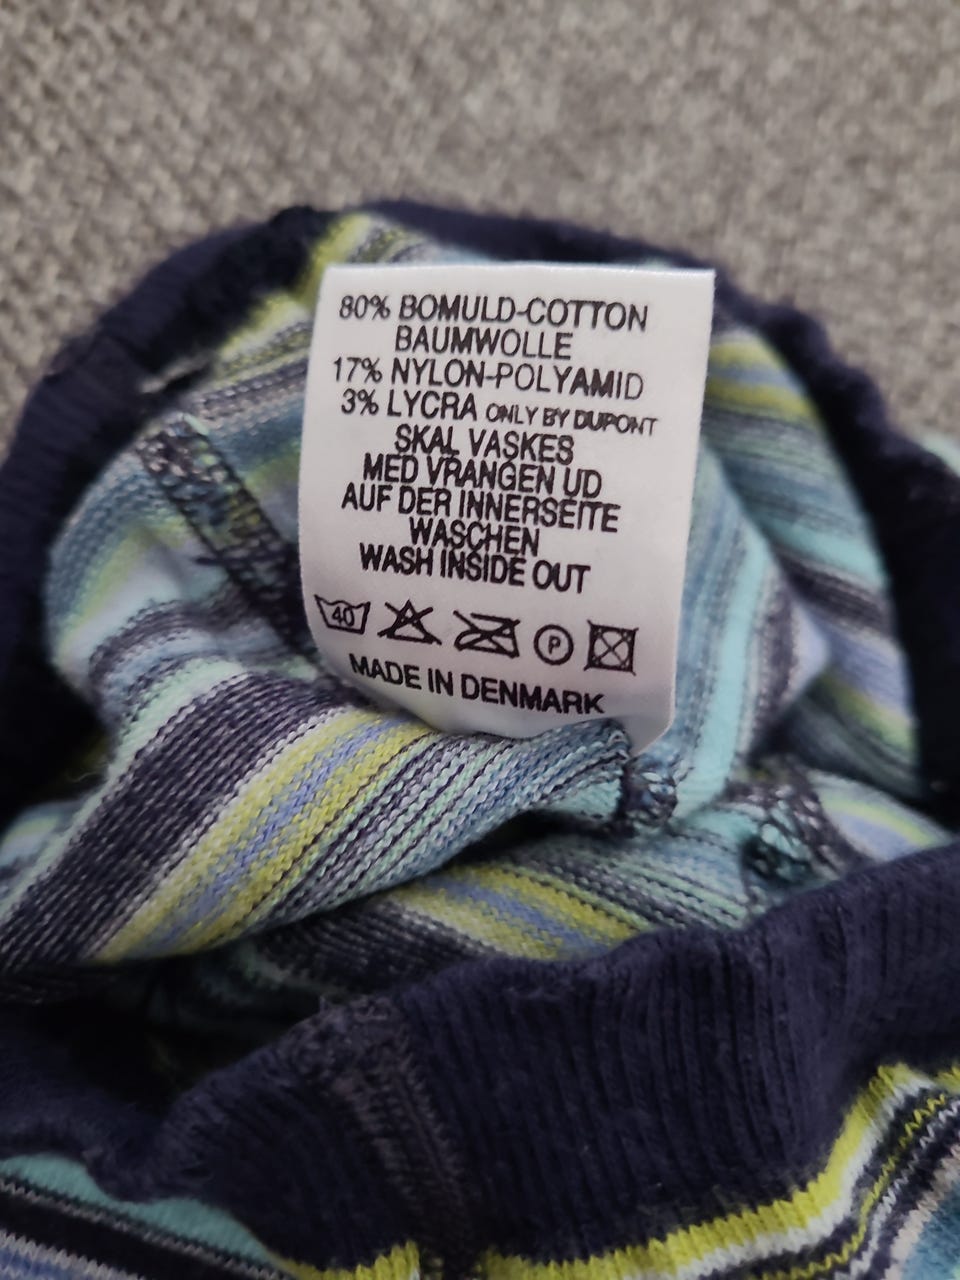 80% BOMULD-COTTON
BAUMWOLLE
17% NYLON-POLYAMID
3% LYCRA ONLY BY DUPONT
SKAL VASKES
MED VRANGEN UD
AUF DER INNERSEITE
WASCHEN
WASH INSIDE OUT
40 P
MADE IN DENMARK